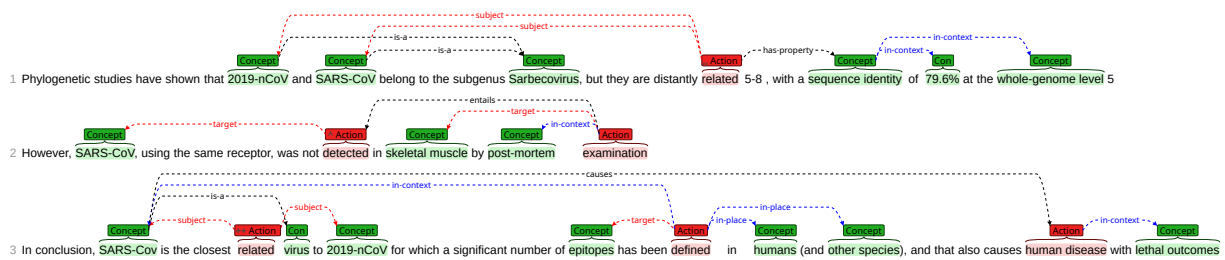 subject
subject
is-a in-context
is-a has-property in-context
Concept Concept Concept Action Concept Con Concept
1 Phylogenetic studies have shown that 2019-nCoV and SARS-CoV belong to the subgenus Sarbecovirus, but they are distantly related 5-8 , with a sequence identity of 79.6% at the whole-genome level 5
entails
target
target in-context
Concept * Action Concept Concept Action
2 However, SARS-CoV, using the same receptor, was not detected in skeletal muscle by post-mortem examination
causes
in-context
is-a in-place
subject subject target in-place in-context
Concept ++ Action Con Concept Concept Action Concept Concept Action Concept
3 In conclusion, SARS-Cov is the closest related virus to 2019-nCoV for which a significant number of epitopes has been defined in humans (and other species), and that also causes human disease with lethal outcomes